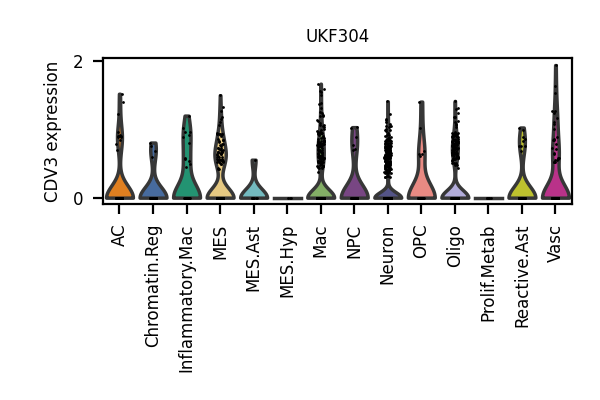 UKF304
CDV3 expression
2
0
AC
Chromatin.Reg
Inflammatory.Mac
MES
MES.Ast
MES.Hyp
Mac
NPC
Neuron
OPC
Oligo
Prolif.Metab
Reactive.Ast
Vasc